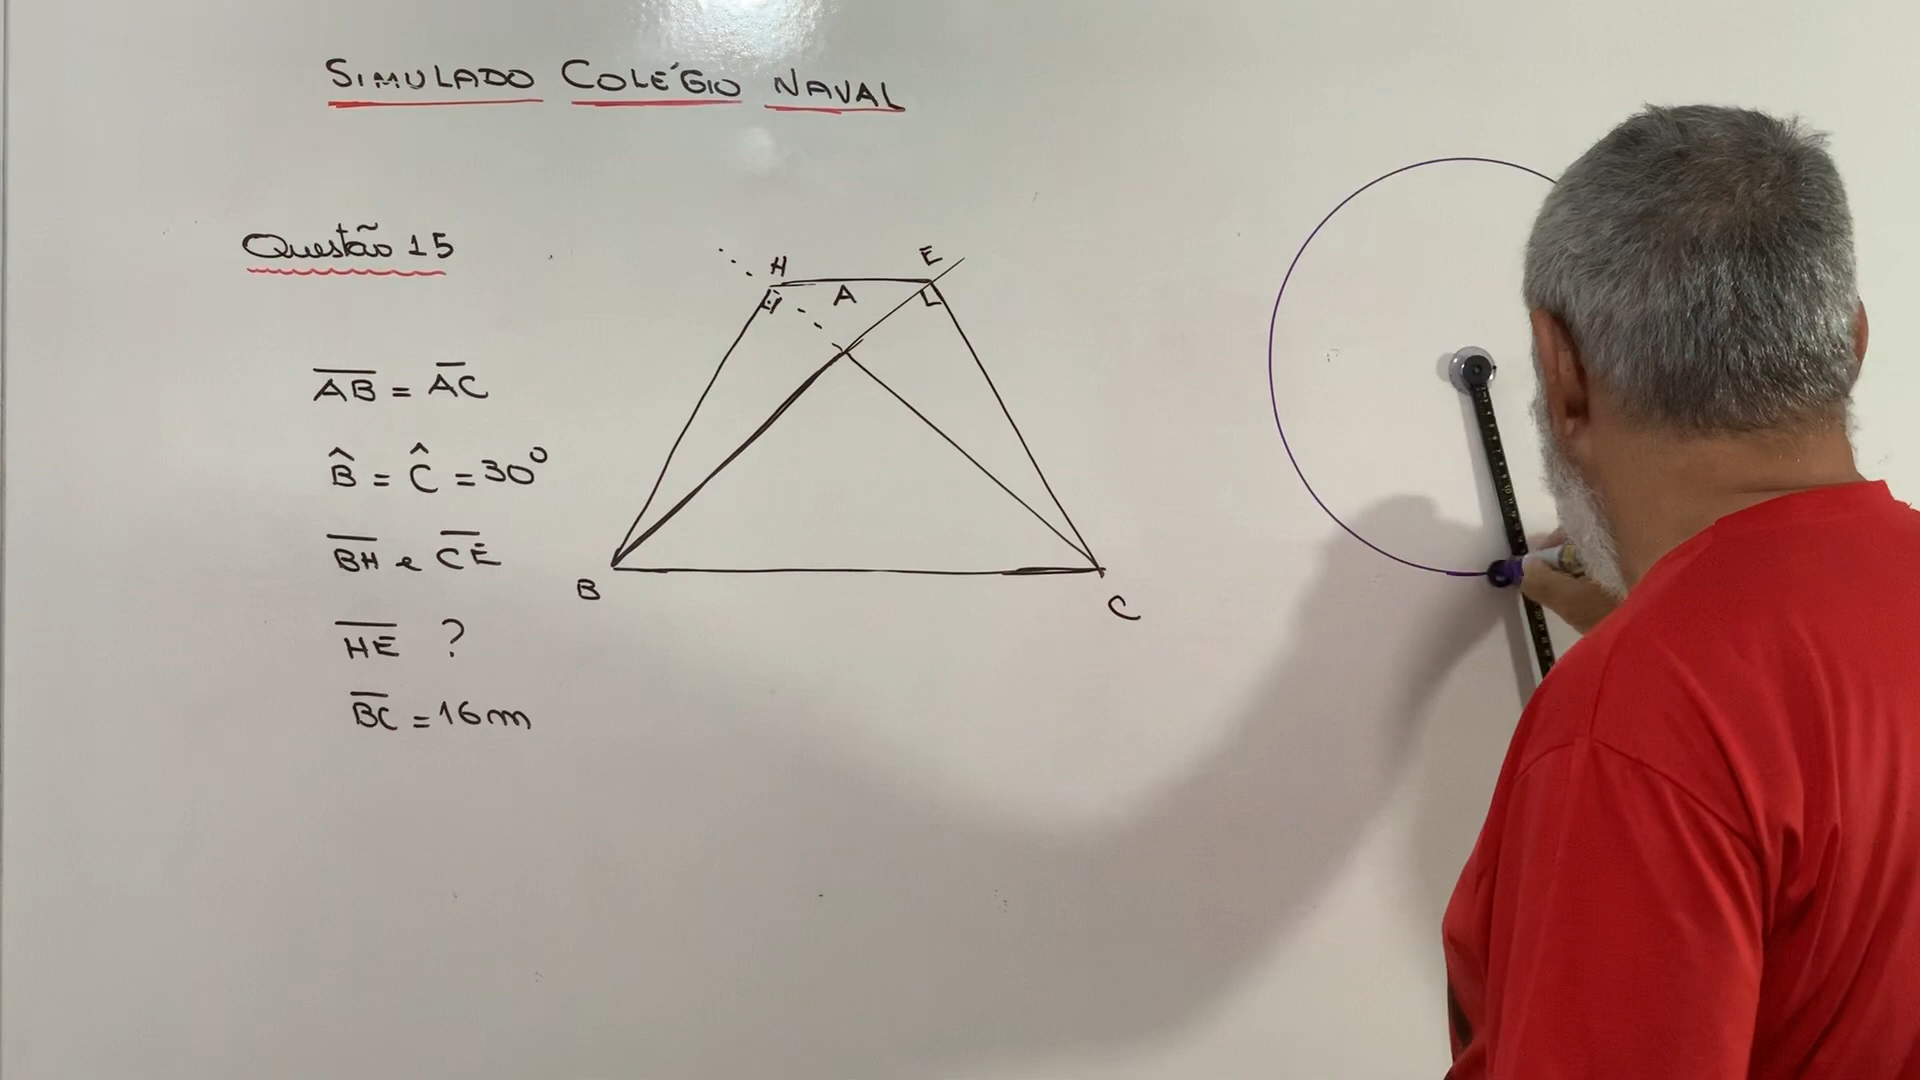 SIMULADO COLÉGIO NAVAL
Questão 15
AB = AC
B̂ = Ĉ = 30°
BH e CE
HE ?
BC = 16m
H
E
A
B
C